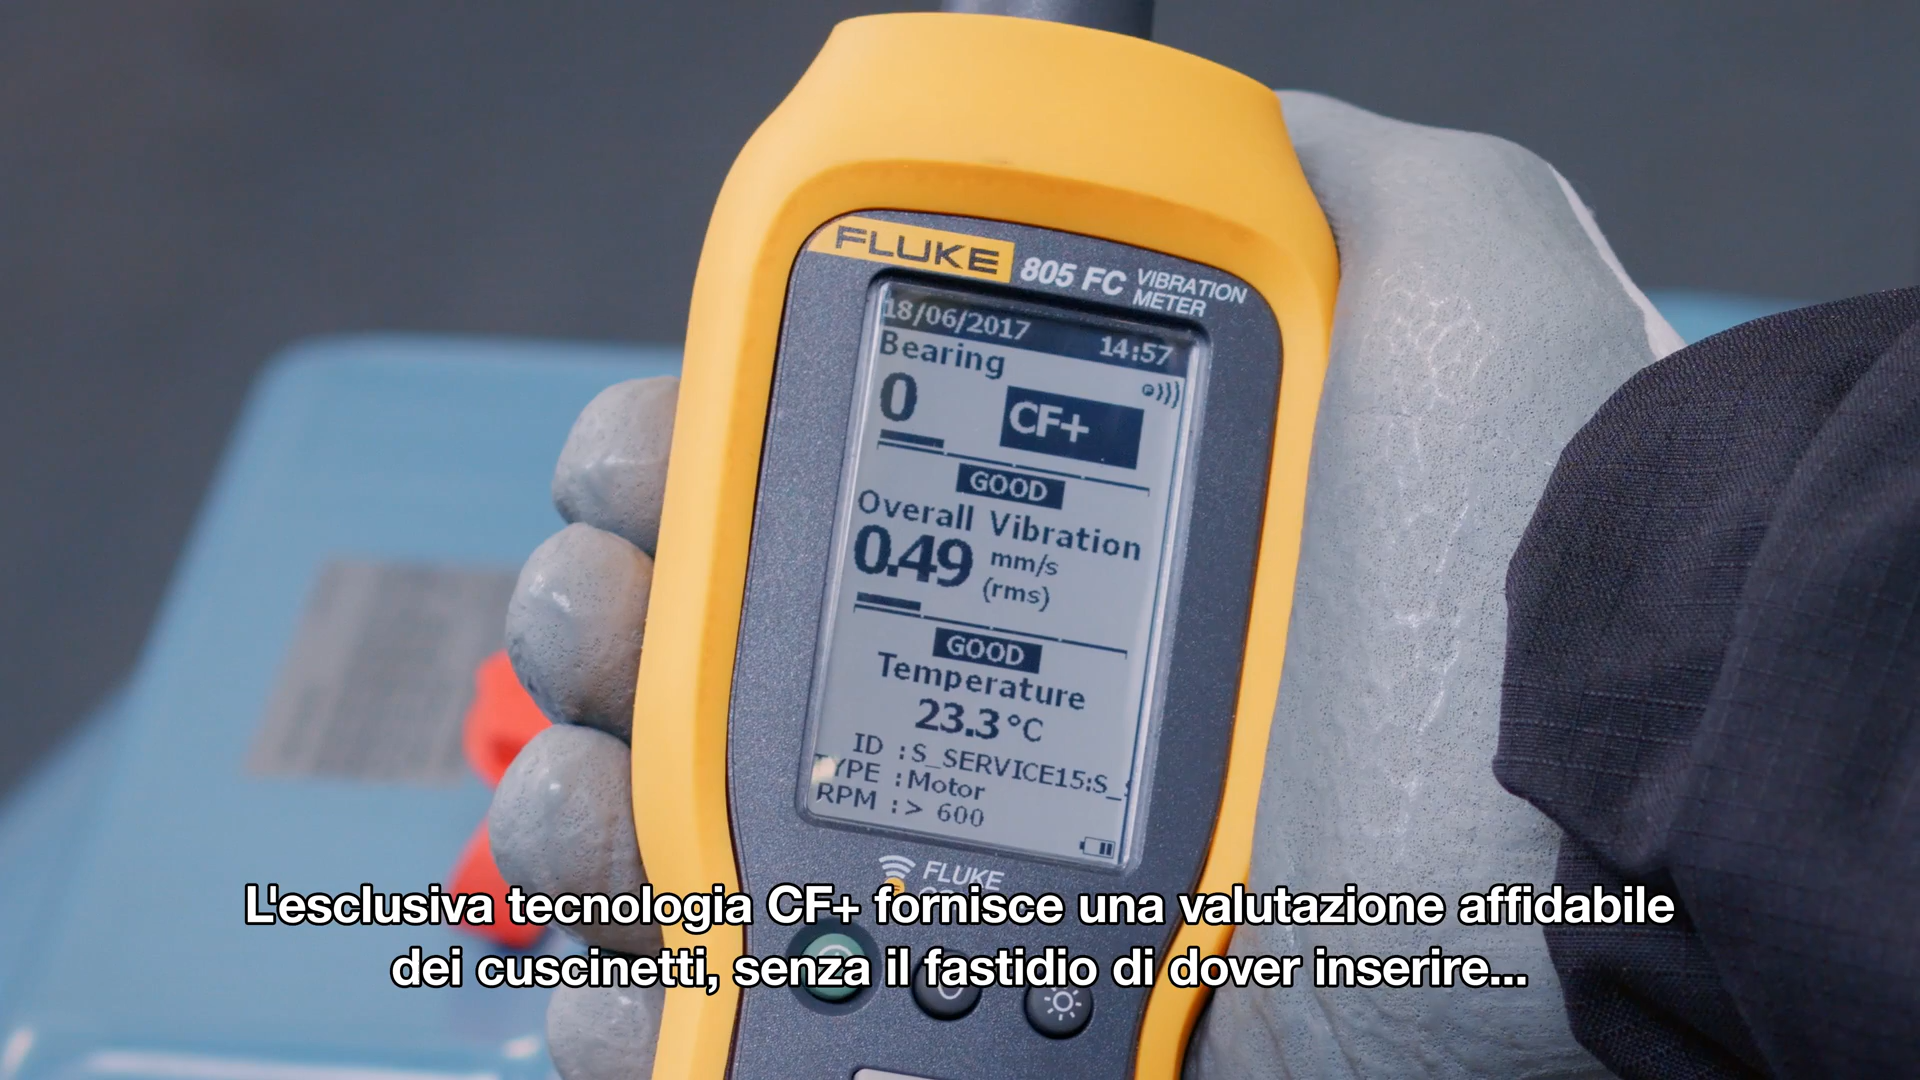 FLUKE 805 FC VIBRATION METER
18/06/2017 14:57
Bearing
0 CF+
GOOD
Overall Vibration
0.49 mm/s (rms)
GOOD
Temperature
23.3 °C
ID :S_SERVICE15:S_
TYPE :Motor
RPM :> 600
FLUKE
L'esclusiva tecnologia CF+ fornisce una valutazione affidabile
dei cuscinetti, senza il fastidio di dover inserire...